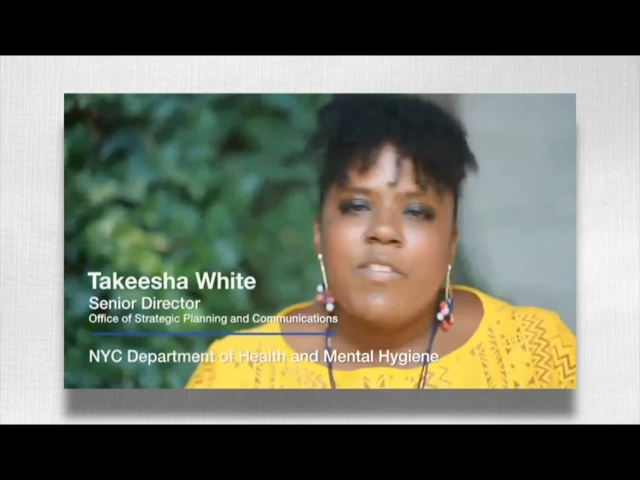 Takeesha White
Senior Director
Office of Strategic Planning and Communications
NYC Department of Health and Mental Hygiene